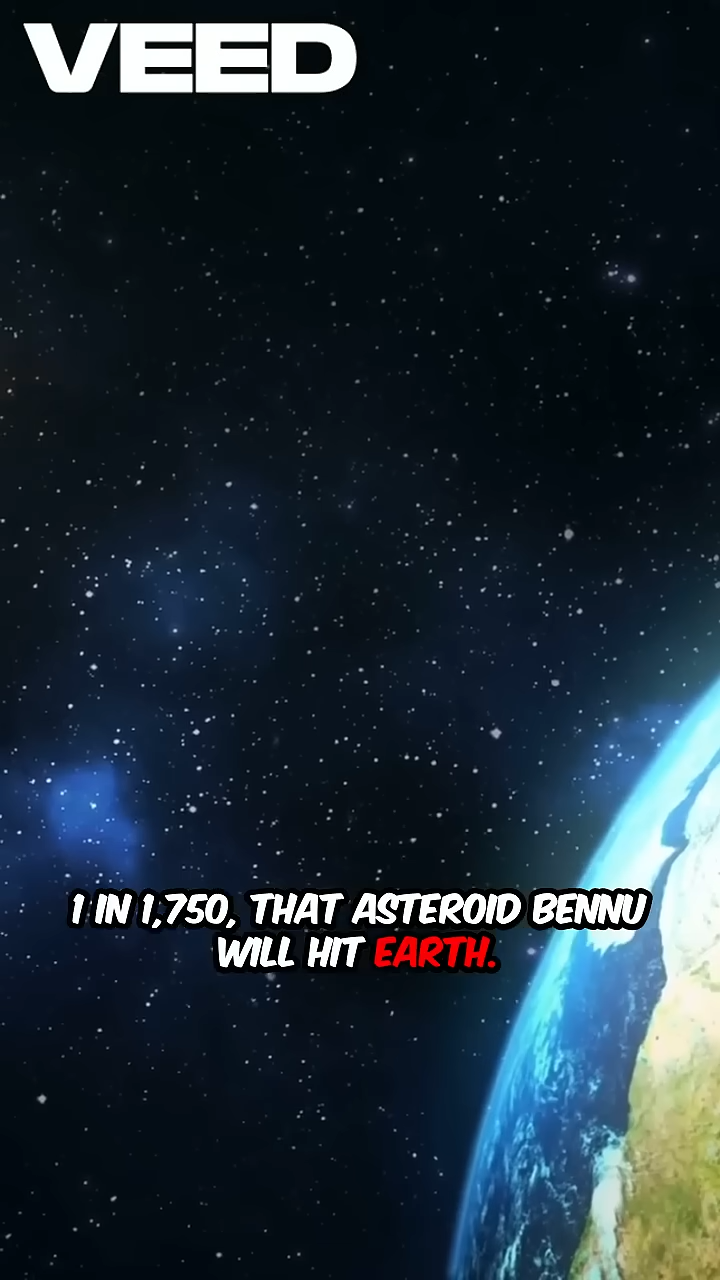 VEED
1 IN 1,750, THAT ASTEROID BENNU
WILL HIT EARTH.